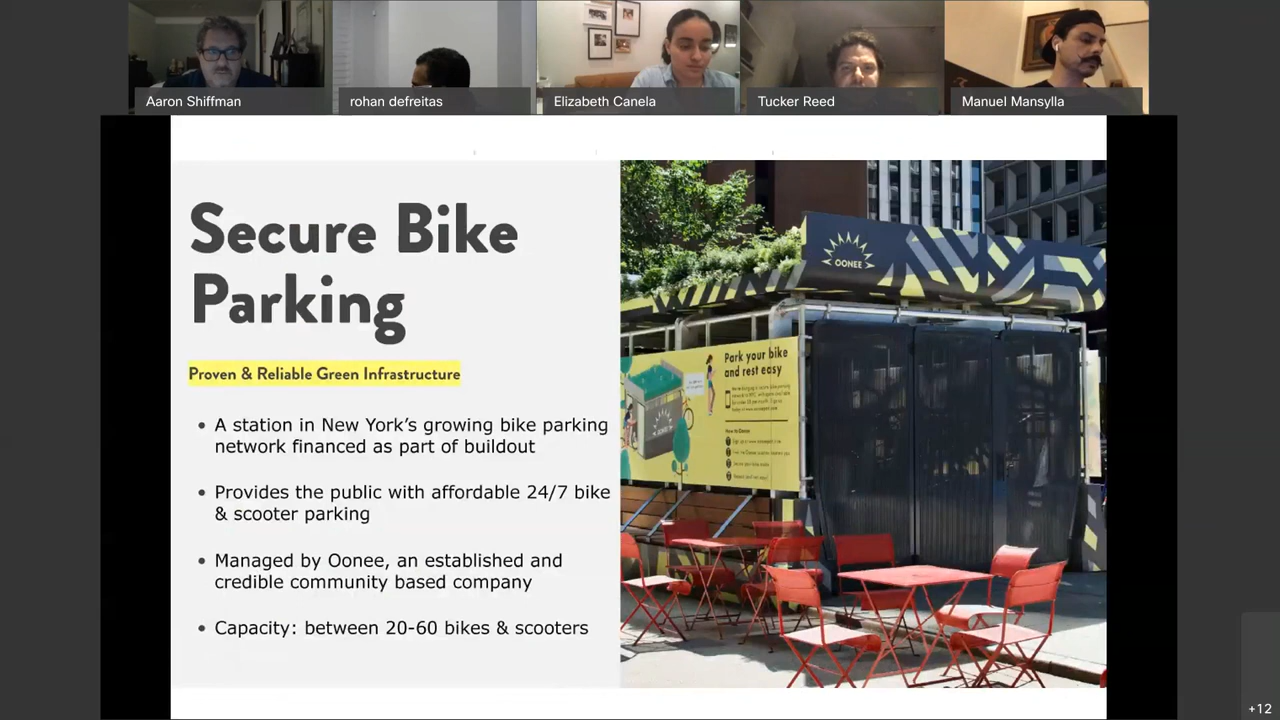 Aaron Shiffman
rohan defreitas
Elizabeth Canela
Tucker Reed
Manuel Mansylla
Secure Bike
Parking
Proven & Reliable Green Infrastructure
• A station in New York’s growing bike parking
network financed as part of buildout
• Provides the public with affordable 24/7 bike
& scooter parking
• Managed by Oonee, an established and
credible community based company
• Capacity: between 20-60 bikes & scooters
OONEE
Park your bike
and rest easy
How to Oonee
+12